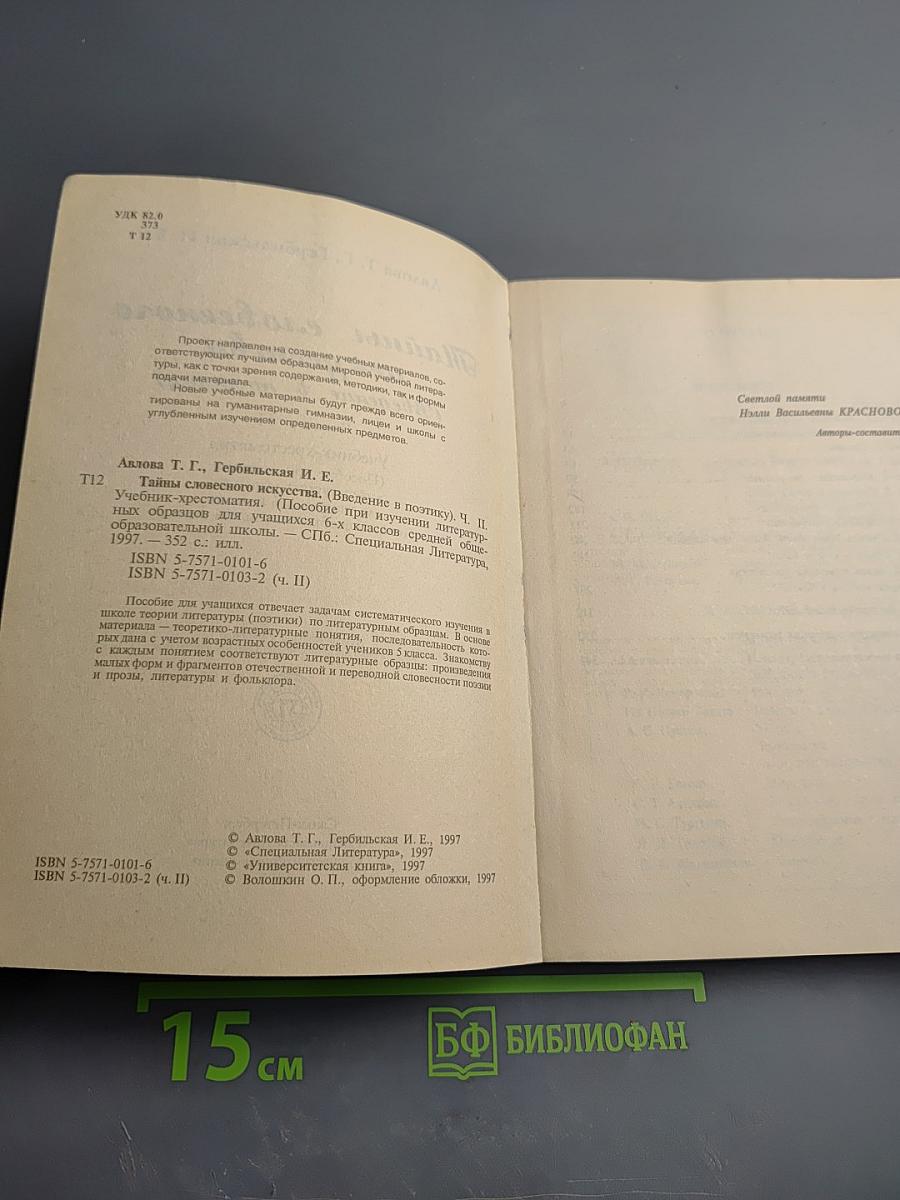 УДК 82.0
373
Т 12
Проект направлен на создание учебных материалов, со-
ответствующих лучшим образцам мировой учебной литера-
туры, как с точки зрения содержания, методики, так и формы
подачи материала.
Новые учебные материалы будут прежде всего ориен-
тированы на гуманитарные гимназии, лицеи и школы с
углубленным изучением определенных предметов.
Авлова Т. Г., Гербильская И. Е.
Т12 Тайны словесного искусства. (Введение в поэтику). Ч. II.
Учебник-хрестоматия. (Пособие при изучении литератур-
ных образцов для учащихся 6-х классов средней обще-
образовательной школы. — СПб.: Специальная Литература,
1997. — 352 с.: илл.
ISBN 5-7571-0101-6
ISBN 5-7571-0103-2 (ч. II)
Пособие для учащихся отвечает задачам систематического изучения в
школе теории литературы (поэтики) по литературным образцам. В основе
материала — теоретико-литературные понятия, последовательность кото-
рых дана с учетом возрастных особенностей учеников 5 класса. Знакомству
с каждым понятием соответствуют литературные образцы: произведения
малых форм и фрагментов отечественной и переводной словесности поэзии
и прозы, литературы и фольклора.
© Авлова Т. Г., Гербильская И. Е., 1997
© «Специальная Литература», 1997
© «Университетская книга», 1997
© Волошкин О. П., оформление обложки, 1997
ISBN 5-7571-0101-6
ISBN 5-7571-0103-2 (ч. II)
Светлой памяти
Нэлли Васильевны КРАСНОВО
Авторы-составит
15 см
БФ БИБЛИОФАН